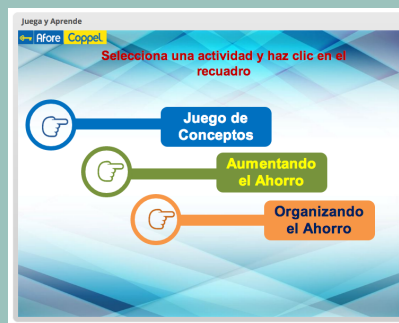 Juega y Aprende
Afore Coppel.
Selecciona una actividad y haz clic en el
recuadro
Juego de
Conceptos
Aumentando
el Ahorro
Organizando
el Ahorro